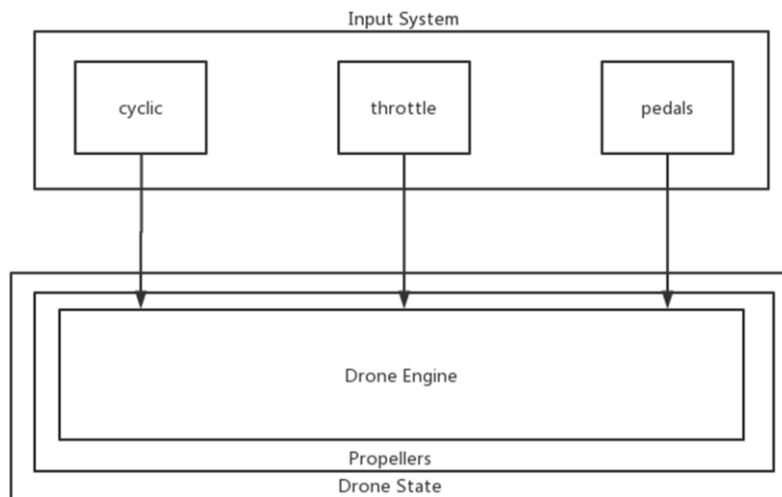 Input System
cyclic
throttle
pedals
Drone Engine
Propellers
Drone State